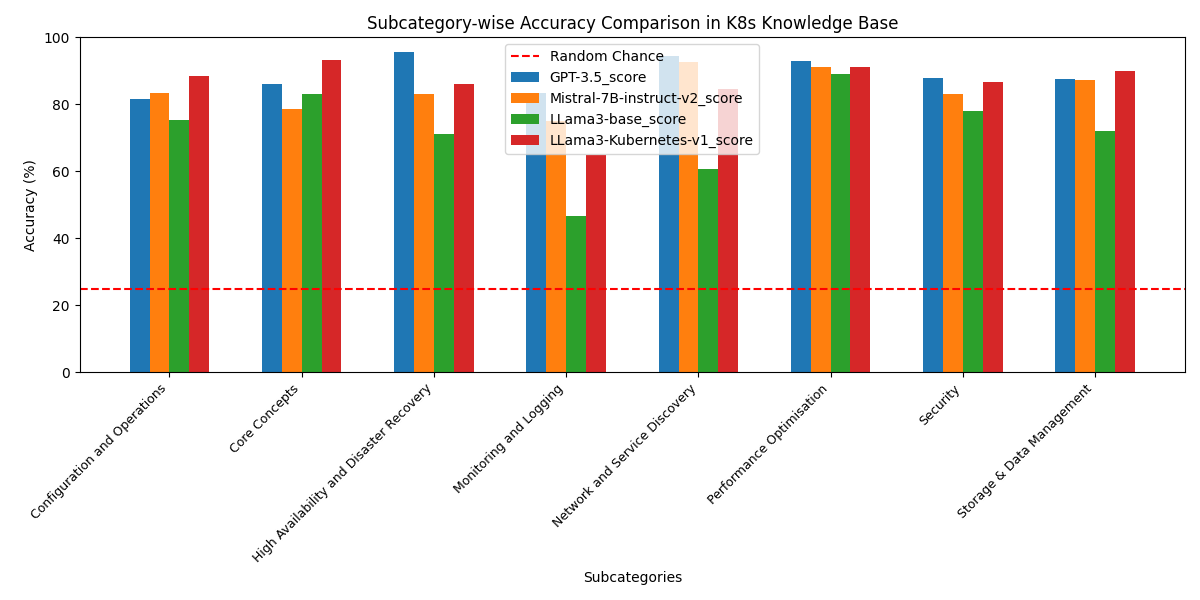 Subcategory-wise Accuracy Comparison in K8s Knowledge Base
Accuracy (%)
100
80
60
40
20
0
Random Chance
GPT-3.5_score
Mistral-7B-instruct-v2_score
LLama3-base_score
LLama3-Kubernetes-v1_score
Configuration and Operations
Core Concepts
High Availability and Disaster Recovery
Monitoring and Logging
Network and Service Discovery
Performance Optimisation
Security
Storage & Data Management
Subcategories